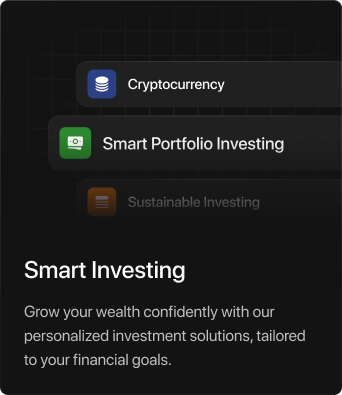 Cryptocurrency
Smart Portfolio Investing
Sustainable Investing
Smart Investing
Grow your wealth confidently with our
personalized investment solutions, tailored
to your financial goals.